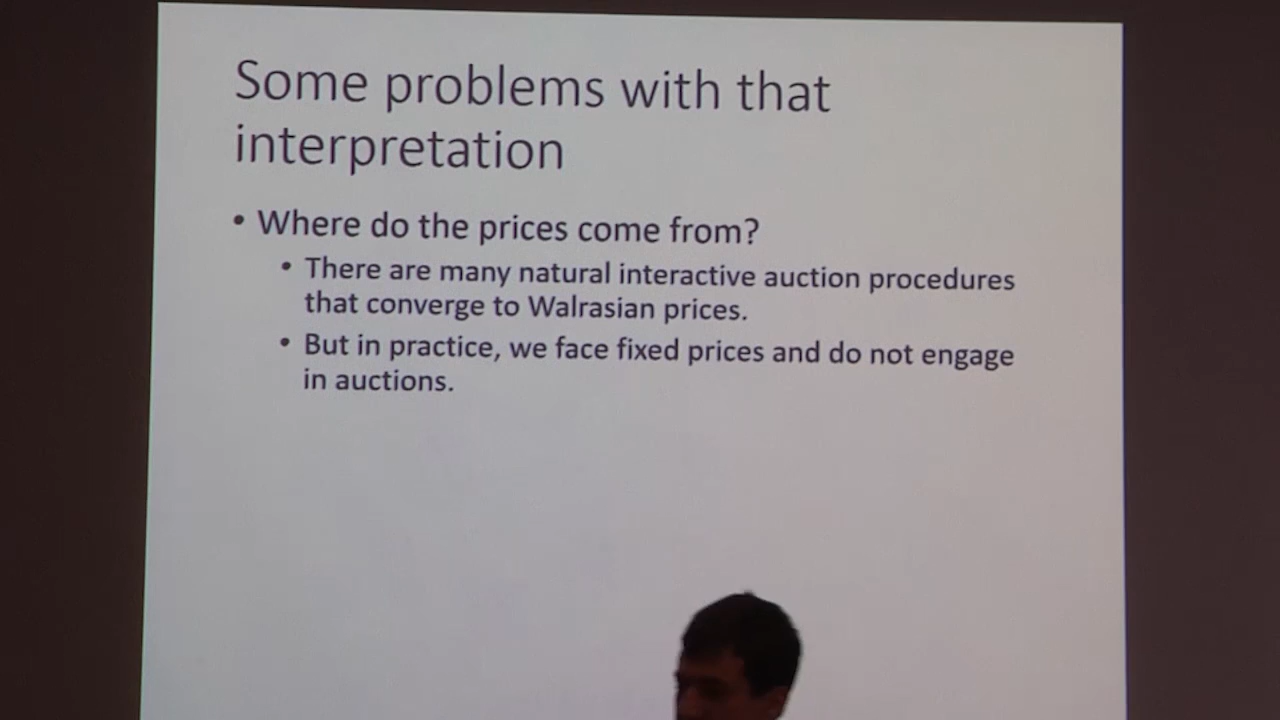 Some problems with that
interpretation
• Where do the prices come from?
• There are many natural interactive auction procedures
that converge to Walrasian prices.
• But in practice, we face fixed prices and do not engage
in auctions.